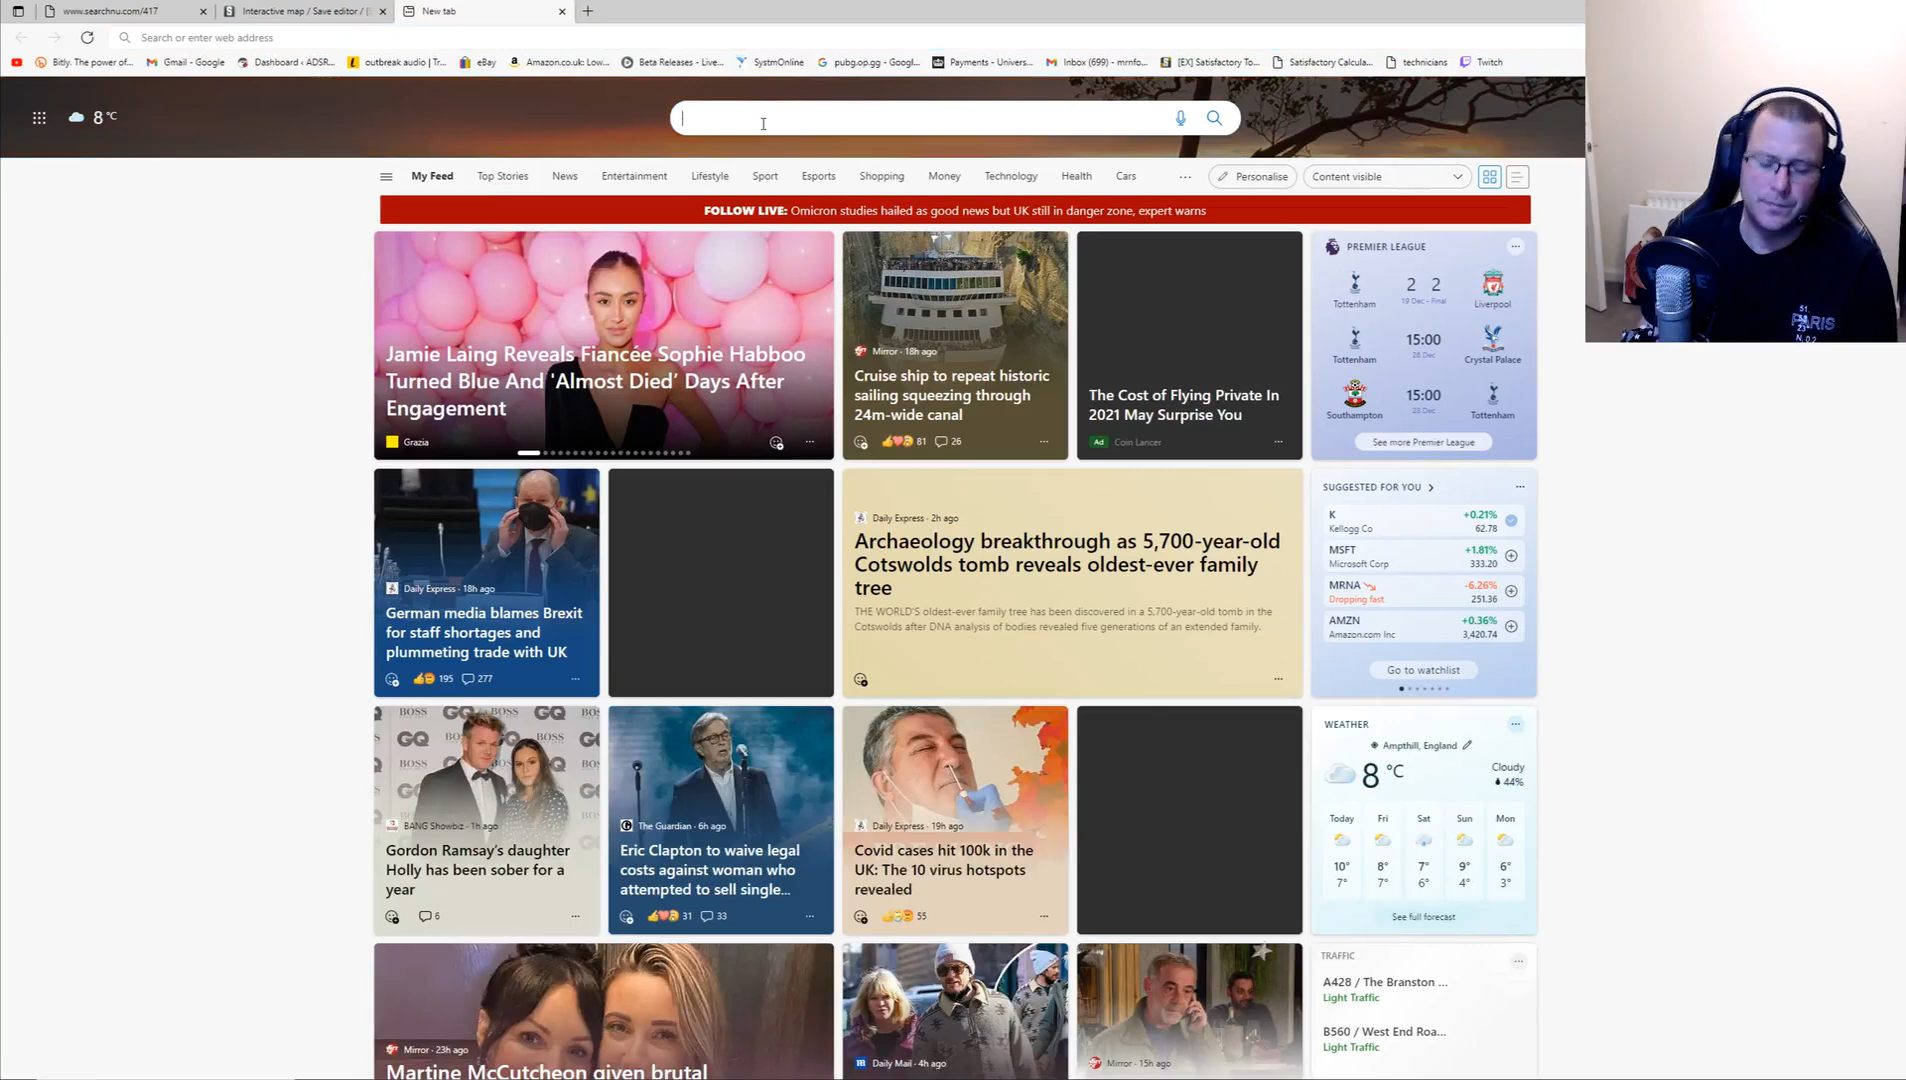 www.searchnu.com/417
Interactive map / Save editor / [S
New tab
Search or enter web address
Bitly. The power of...
Gmail - Google
Dashboard ‹ ADSR...
outbreak audio | Tr...
eBay
Amazon.co.uk: Low...
Beta Releases - Live...
SystmOnline
pubg.op.gg - Googl...
Payments - Univers...
Inbox (699) - mrnfo...
[EX] Satisfactory To...
Satisfactory Calcula...
technicians
Twitch
8 °C
My Feed
Top Stories
News
Entertainment
Lifestyle
Sport
Esports
Shopping
Money
Technology
Health
Cars
...
Personalise
Content visible
FOLLOW LIVE: Omicron studies hailed as good news but UK still in danger zone, expert warns
Jamie Laing Reveals Fiancée Sophie Habboo
Turned Blue And 'Almost Died' Days After
Engagement
Grazia
Mirror · 18h ago
Cruise ship to repeat historic
sailing squeezing through
24m-wide canal
81
26
The Cost of Flying Private In
2021 May Surprise You
Ad Coin Lancer
PREMIER LEAGUE
Tottenham
2 2
19 Dec - Final
Liverpool
Tottenham
15:00
26 Dec
Crystal Palace
Southampton
15:00
28 Dec
Tottenham
See more Premier League
Daily Express · 18h ago
German media blames Brexit
for staff shortages and
plummeting trade with UK
195
277
Daily Express · 2h ago
Archaeology breakthrough as 5,700-year-old
Cotswolds tomb reveals oldest-ever family
tree
THE WORLD'S oldest-ever family tree has been discovered in a 5,700-year-old tomb in the
Cotswolds after DNA analysis of bodies revealed five generations of an extended family.
SUGGESTED FOR YOU
K
+0.21%
Kellogg Co
62.78
MSFT
+1.81%
Microsoft Corp
333.20
MRNA
-6.26%
Dropping fast
251.36
AMZN
+0.36%
Amazon.com Inc
3,420.74
Go to watchlist
BOSS
GQ
BANG Showbiz · 1h ago
Gordon Ramsay's daughter
Holly has been sober for a
year
6
The Guardian · 6h ago
Eric Clapton to waive legal
costs against woman who
attempted to sell single...
31
33
Daily Express · 19h ago
Covid cases hit 100k in the
UK: The 10 virus hotspots
revealed
55
WEATHER
Ampthill, England
8 °C
Cloudy
44%
Today
Fri
Sat
Sun
Mon
10°
8°
7°
9°
6°
7°
7°
6°
4°
3°
See full forecast
Mirror · 23h ago
Martine McCutcheon given brutal
Daily Mail · 4h ago
Mirror · 15h ago
TRAFFIC
A428 / The Branston ...
Light Traffic
B560 / West End Roa...
Light Traffic
PARIS